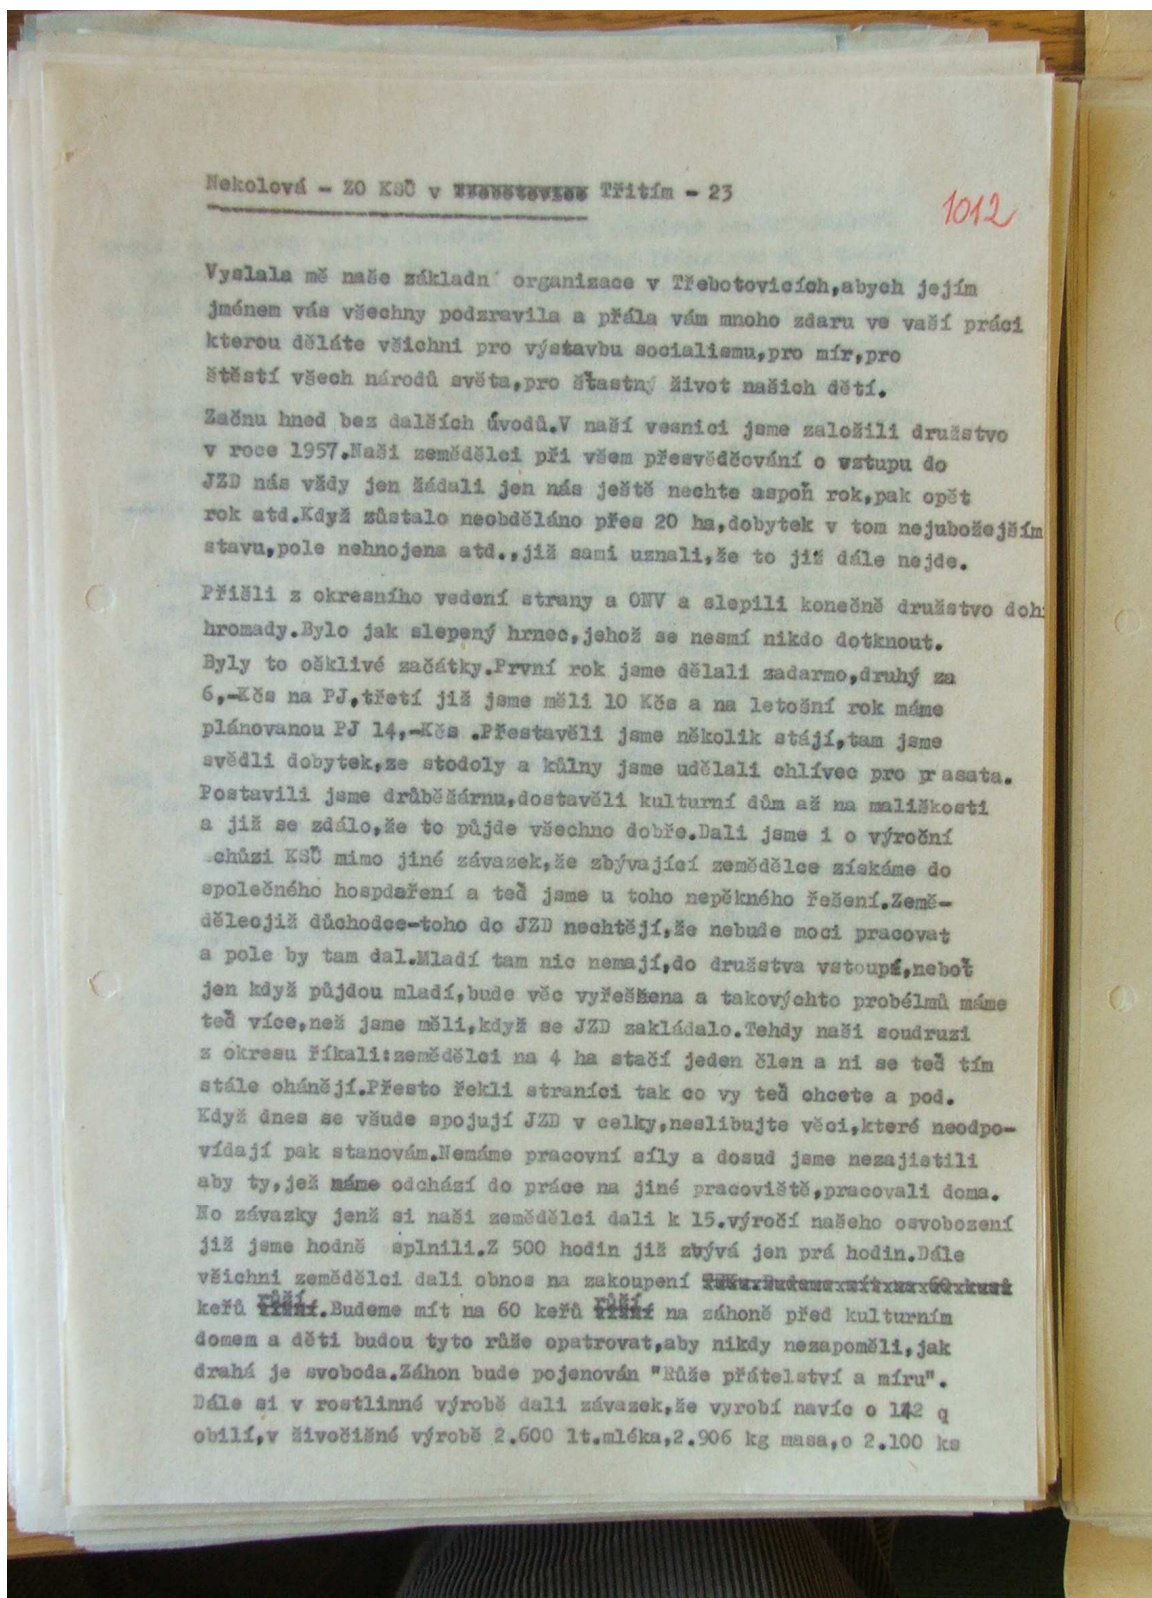 Nekolová - ZO KSČ v Třebotovice Třitím - 23
1012
Vyslala mě naše základn organizace v Třebotovicích,abych jejím
jménem vás všechny podzravila a přála vám mnoho zdaru ve vaší práci
kterou děláte všichni pro výstavbu socialismu,pro mír,pro
štěstí všech národů světa,pro šťastný život našich dětí.
Začnu hned bez dalších úvodů.V naší vesnici jsme založili družstvo
v roce 1957.Naši zemědělci při všem přesvědčování o vstupu do
JZD nás vždy jen žádali jen nás ještě nechte aspoň rok,pak opět
rok atd.Když zůstalo neobděláno přes 20 ha,dobytek v tom nejubožejším
stavu,pole nehnojena atd.,již sami uznali,že to již dále nejde.
Přišli z okresního vedení strany a ONV a slepili konečně družstvo doh
hromady.Bylo jak slepený hrnec,jehož se nesmí nikdo dotknout.
Byly to ošklivé začátky.První rok jsme dělali zadarmo,druhý za
6,-Kčs na PJ,třetí již jsme měli 10 Kčs a na letošní rok máme
plánovanou PJ 14,-Kčs .Přestavěli jsme několik stájí,tam jsme
svědli dobytek,ze stodoly a kůlny jsme udělali chlívec pro prasata.
Postavili jsme drůběžárnu,dostavěli kulturní dům až na mališkosti
a již se zdálo,že to půjde všechno dobře.Dali jsme i o výroční
chůzi KSČ mimo jiné závazek,že zbývající zemědělce získáme do
společného hospdaření a teď jsme u toho nepěkného řešení.Země-
dělecjiž důchodce-toho do JZD nechtějí,že nebude moci pracovat
a pole by tam dal.Mladí tam nic nemají,do družstva vstoupí,neboť
jen když půjdou mladí,bude věc vyřešena a takovýchto probélmů máme
teď více,než jsme měli,když se JZD zakládalo.Tehdy naši soudruzi
z okresu říkali:zemědělci na 4 ha stačí jeden člen a ni se teď tím
stále ohánějí.Přesto řekli straníci tak co vy teď chcete a pod.
Když dnes se všude spojují JZD v celky,neslibujte věci,které neodpo-
vídají pak stanovám.Nemáme pracovní síly a dosud jsme nezajistili
aby ty,jež náme odchází do práce na jiné pracoviště,pracovali doma.
No závazky jenž si naši zemědělci dali k 15.výročí našeho osvobození
již jsme hodně splnili.Z 500 hodin již zbývá jen prá hodin.Dále
všichni zemědělci dali obnos na zakoupení
keřů růží.Budeme mít na 60 keřů růží na záhoně před kulturním
domem a děti budou tyto růže opatrovat,aby nikdy nezapoměli,jak
drahá je svoboda.Záhon bude pojenován "Růže přátelství a míru".
Dále si v rostlinné výrobě dali závazek,že vyrobí navíc o 142 q
obilí,v živočišné výrobě 2.600 lt.mléka,2.906 kg masa,o 2.100 ks